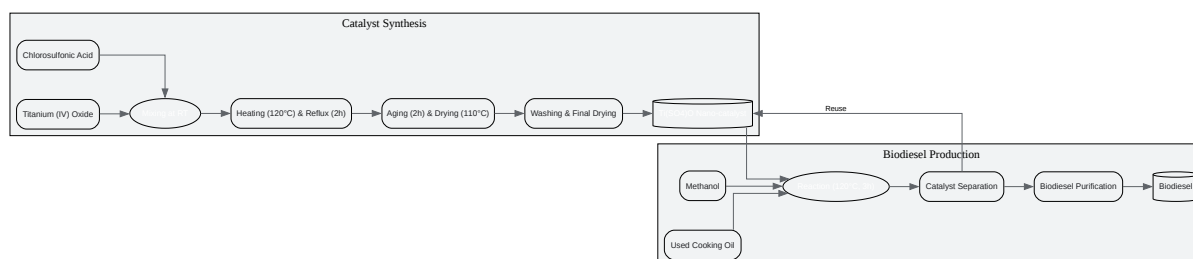 Catalyst Synthesis
Chlorosulfonic Acid
Titanium (IV) Oxide
Heating (120°C) & Reflux (2h)
Aging (2h) & Drying (110°C)
Washing & Final Drying
Reuse
Biodiesel Production
Methanol
Catalyst Separation
Biodiesel Purification
Biodiesel
Used Cooking Oil